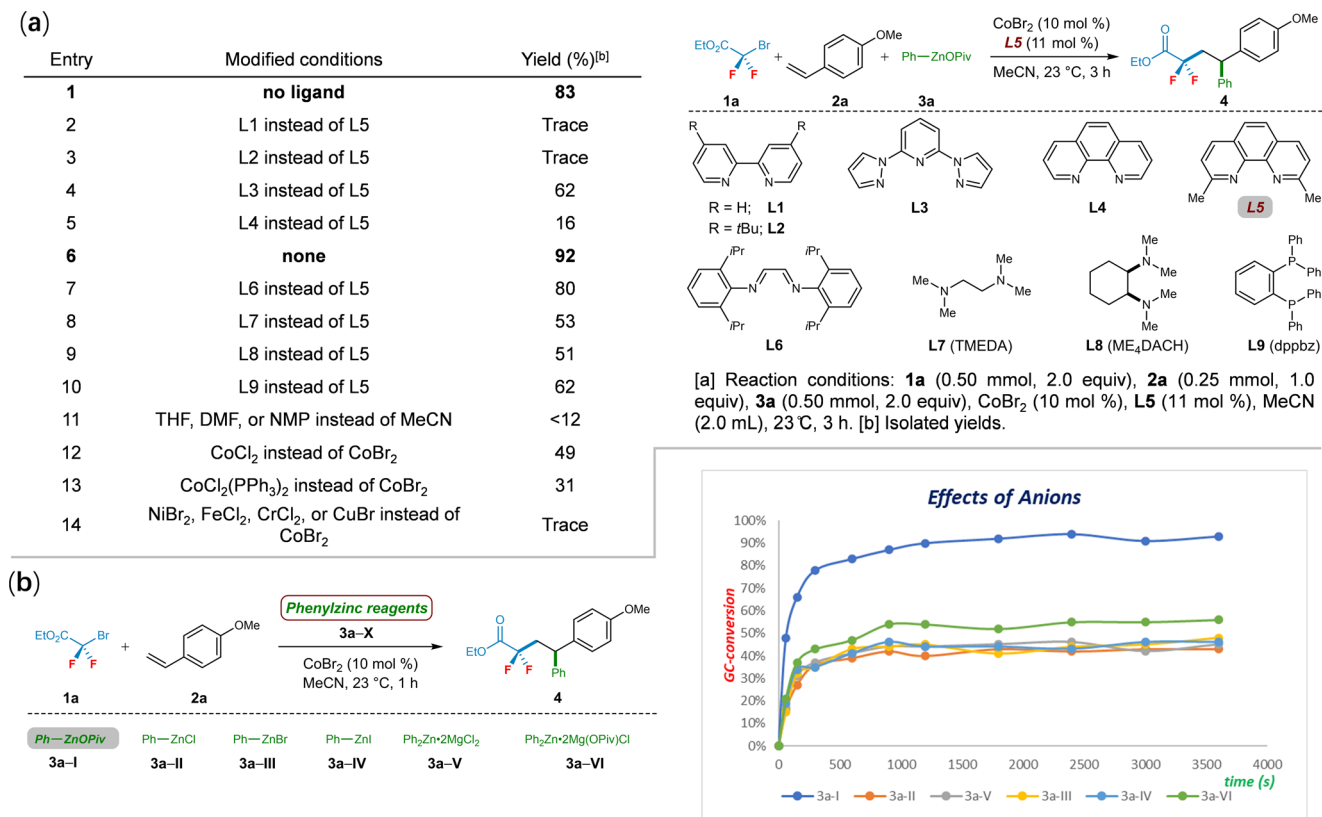 (a)
Entry Modified conditions Yield (%)[b]
1 no ligand 83
2 L1 instead of L5 Trace
3 L2 instead of L5 Trace
4 L3 instead of L5 62
5 L4 instead of L5 16
6 none 92
7 L6 instead of L5 80
8 L7 instead of L5 53
9 L8 instead of L5 51
10 L9 instead of L5 62
11 THF, DMF, or NMP instead of MeCN <12
12 CoCl2 instead of CoBr2 49
13 CoCl2(PPh3)2 instead of CoBr2 31
14 NiBr2, FeCl2, CrCl2, or CuBr instead of CoBr2 Trace
EtO2C Br F F + OMe + Ph ZnOPiv
CoBr2 (10 mol %)
L5 (11 mol %)
MeCN, 23 °C, 3 h
O EtO F F Ph OMe
1a 2a 3a 4
R R N N
N N N N N
N N
N N Me Me
R = H; L1
R = tBu; L2
L3
L4
L5
iPr iPr N N iPr iPr
Me N Me N Me Me
Me N Me Me N Me
Ph P Ph P Ph Ph
L6
L7 (TMEDA)
L8 (ME4DACH)
L9 (dppbz)
[a] Reaction conditions: 1a (0.50 mmol, 2.0 equiv), 2a (0.25 mmol, 1.0
equiv), 3a (0.50 mmol, 2.0 equiv), CoBr2 (10 mol %), L5 (11 mol %), MeCN
(2.0 mL), 23 ℃, 3 h. [b] Isolated yields.
(b)
EtO2C Br F F + OMe
Phenylzinc reagents
3a–X
CoBr2 (10 mol %)
MeCN, 23 °C, 1 h
O EtO F F Ph OMe
1a 2a 4
Ph ZnOPiv Ph ZnCl Ph ZnBr Ph ZnI Ph2Zn•2MgCl2 Ph2Zn•2Mg(OPiv)Cl
3a–I 3a–II 3a–III 3a–IV 3a–V 3a–VI
Effects of Anions
GC-conversion
100%
90%
80%
70%
60%
50%
40%
30%
20%
10%
0%
0 500 1000 1500 2000 2500 3000 3500 4000
time (s)
3a-I 3a-II 3a-V 3a-III 3a-IV 3a-VI